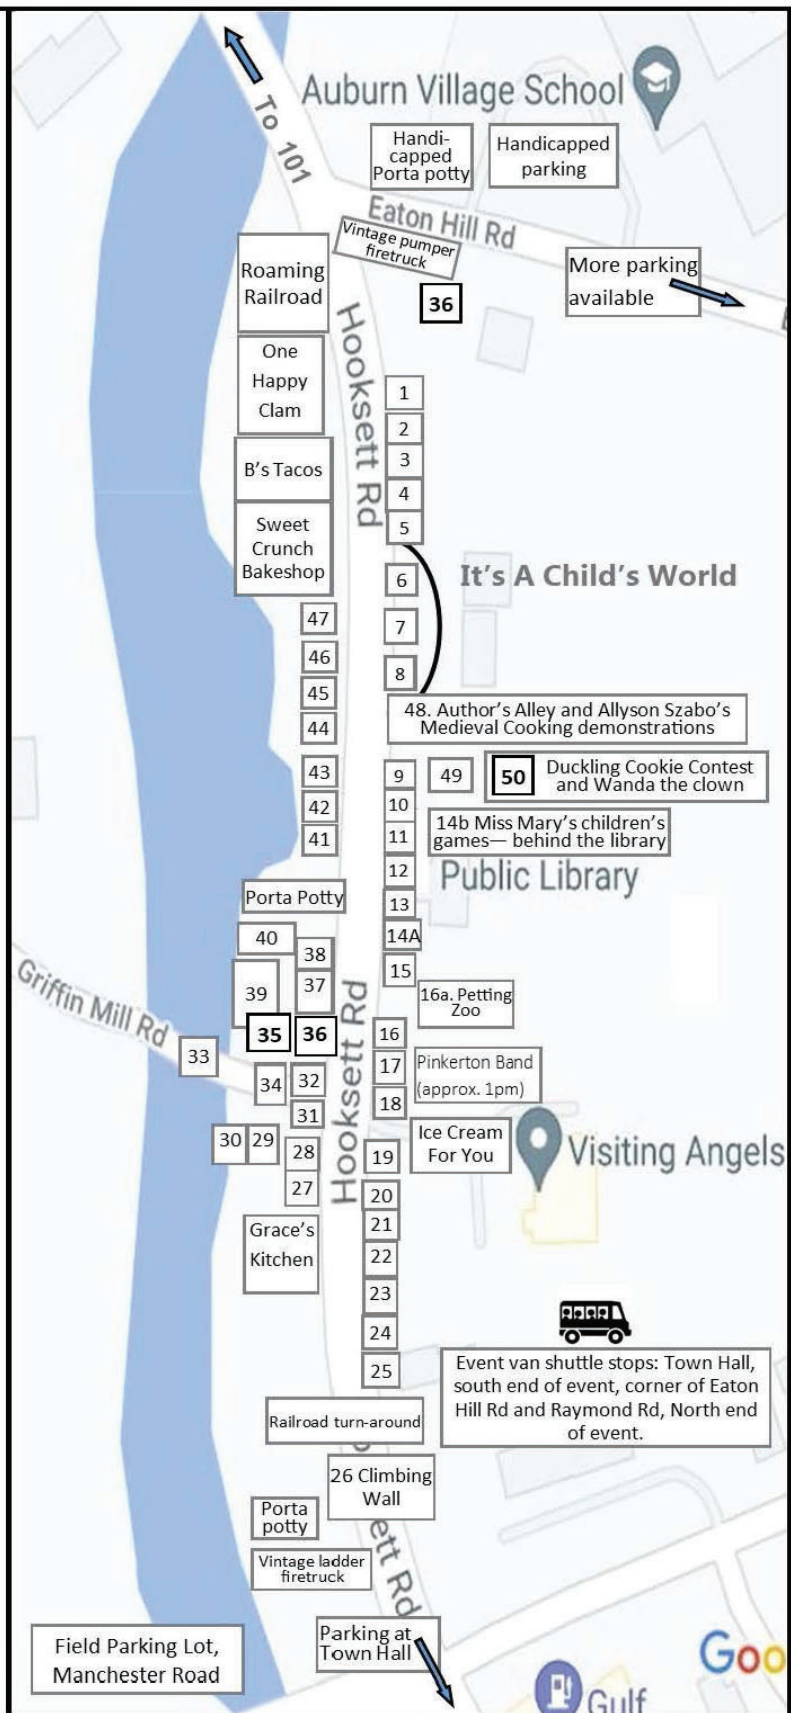 Auburn Village School
To 101
Handi-
capped
Porta potty
Handicapped
parking
Eaton Hill Rd
Vintage pumper
firetruck
Roaming
Railroad
More parking
available
36
Hooksett Rd
One
Happy
Clam
1
2
3
B's Tacos
4
5
Sweet
Crunch
Bakeshop
6
It's A Child's World
47
7
46
8
45
48. Author's Alley and Allyson Szabo's
Medieval Cooking demonstrations
44
43
9
49
50
Duckling Cookie Contest
and Wanda the clown
42
10
41
11
14b Miss Mary's children's
games— behind the library
12
Public Library
Porta Potty
13
40
14A
38
15
39
37
16a. Petting
Zoo
Griffin Mill Rd
Hooksett Rd
35
36
16
33
17
Pinkerton Band
(approx. 1pm)
34
32
18
31
30
29
28
19
Ice Cream
For You
Visiting Angels
27
20
21
Grace's
Kitchen
22
23
24
25
Event van shuttle stops: Town Hall,
south end of event, corner of Eaton
Hill Rd and Raymond Rd, North end
of event.
Railroad turn-around
26 Climbing
Wall
Porta
potty
ett Rd
Vintage ladder
firetruck
Field Parking Lot,
Manchester Road
Parking at
Town Hall
Goo
Gulf